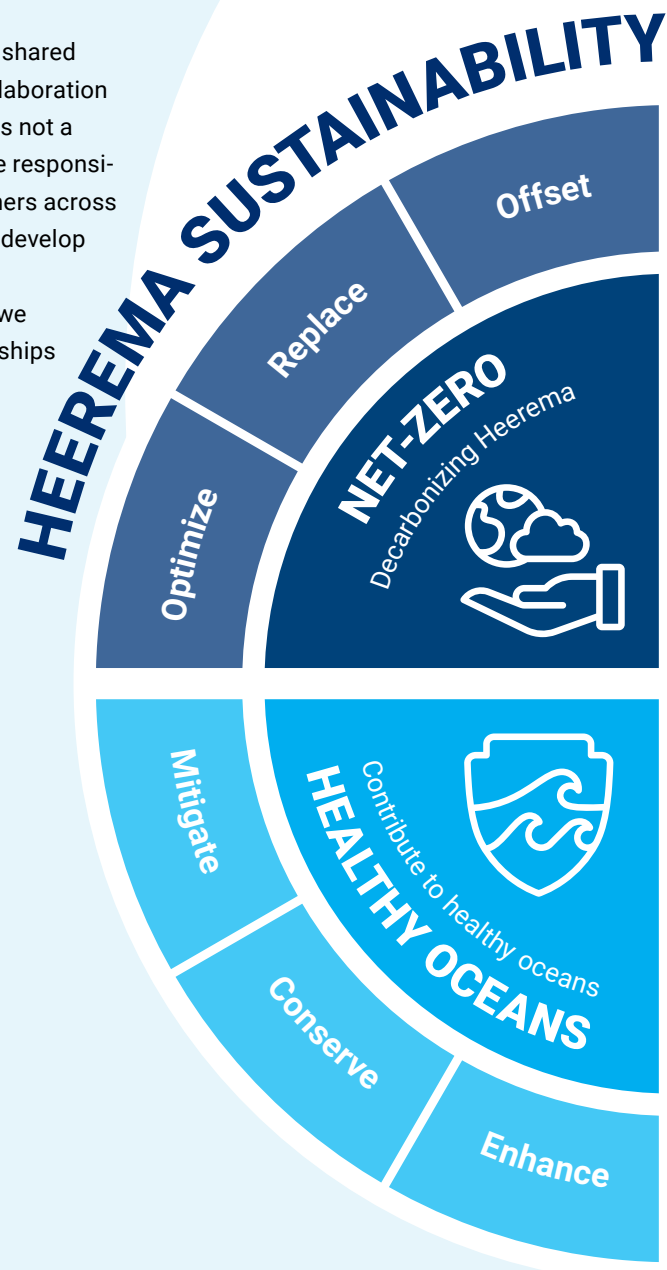 shared
laboration
s not a
e responsi-
ners across
develop
we
ships
HEEREMA SUSTAINABILITY
Offset
Replace
Optimize
NET-ZERO
Decarbonizing Heerema
Mitigate
Conserve
Enhance
Contribute to healthy oceans
HEALTHY OCEANS